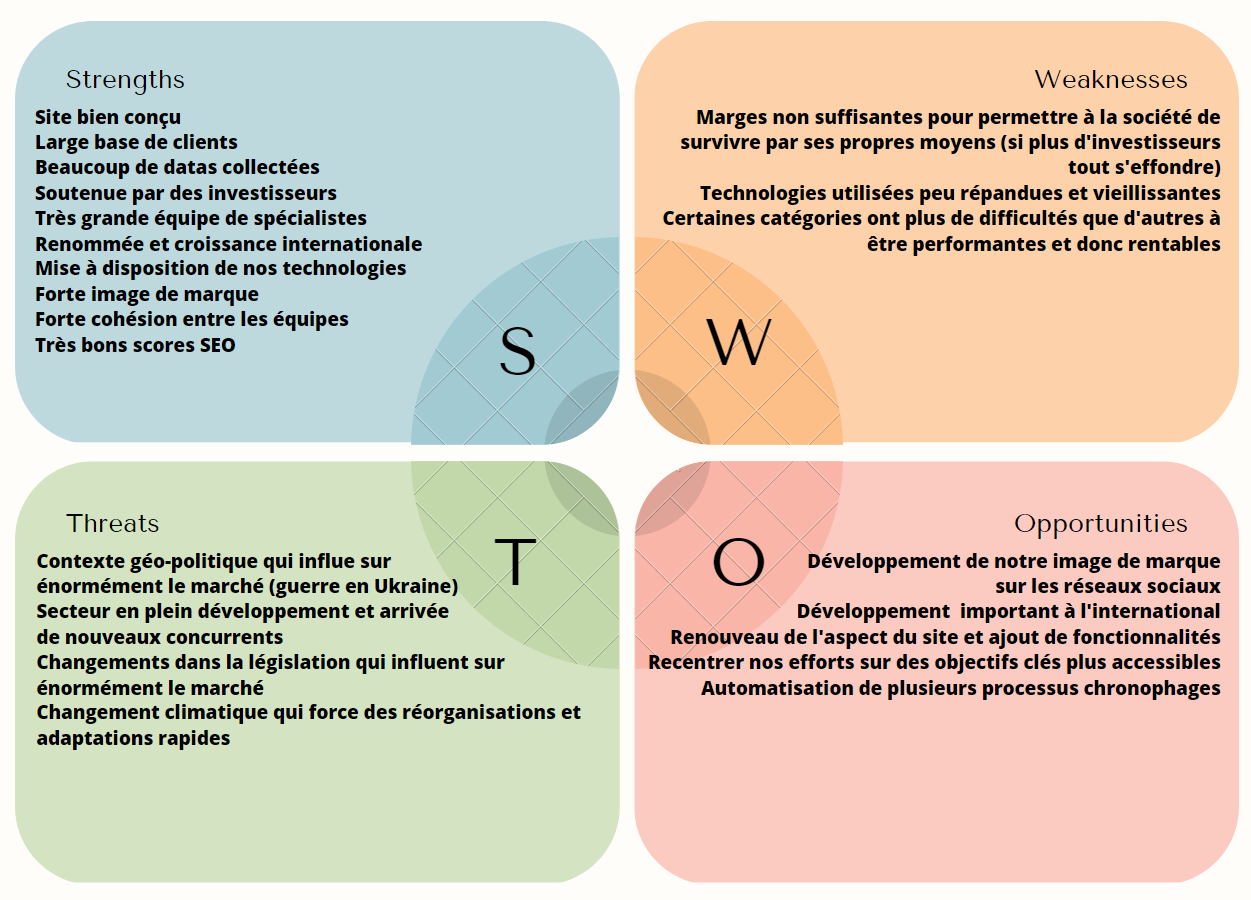 Strengths
Site bien conçu
Large base de clients
Beaucoup de datas collectées
Soutenue par des investisseurs
Très grande équipe de spécialistes
Renommée et croissance internationale
Mise à disposition de nos technologies
Forte image de marque
Forte cohésion entre les équipes
Très bons scores SEO
S
Weaknesses
Marges non suffisantes pour permettre à la société de
survivre par ses propres moyens (si plus d'investisseurs
tout s'effondre)
Technologies utilisées peu répandues et vieillissantes
Certaines catégories ont plus de difficultés que d'autres à
être performantes et donc rentables
W
Threats
Contexte géo-politique qui influe sur
énormément le marché (guerre en Ukraine)
Secteur en plein développement et arrivée
de nouveaux concurrents
Changements dans la législation qui influent sur
énormément le marché
Changement climatique qui force des réorganisations et
adaptations rapides
T
Opportunities
O
Développement de notre image de marque
sur les réseaux sociaux
Développement  important à l'international
Renouveau de l'aspect du site et ajout de fonctionnalités
Recentrer nos efforts sur des objectifs clés plus accessibles
Automatisation de plusieurs processus chronophages